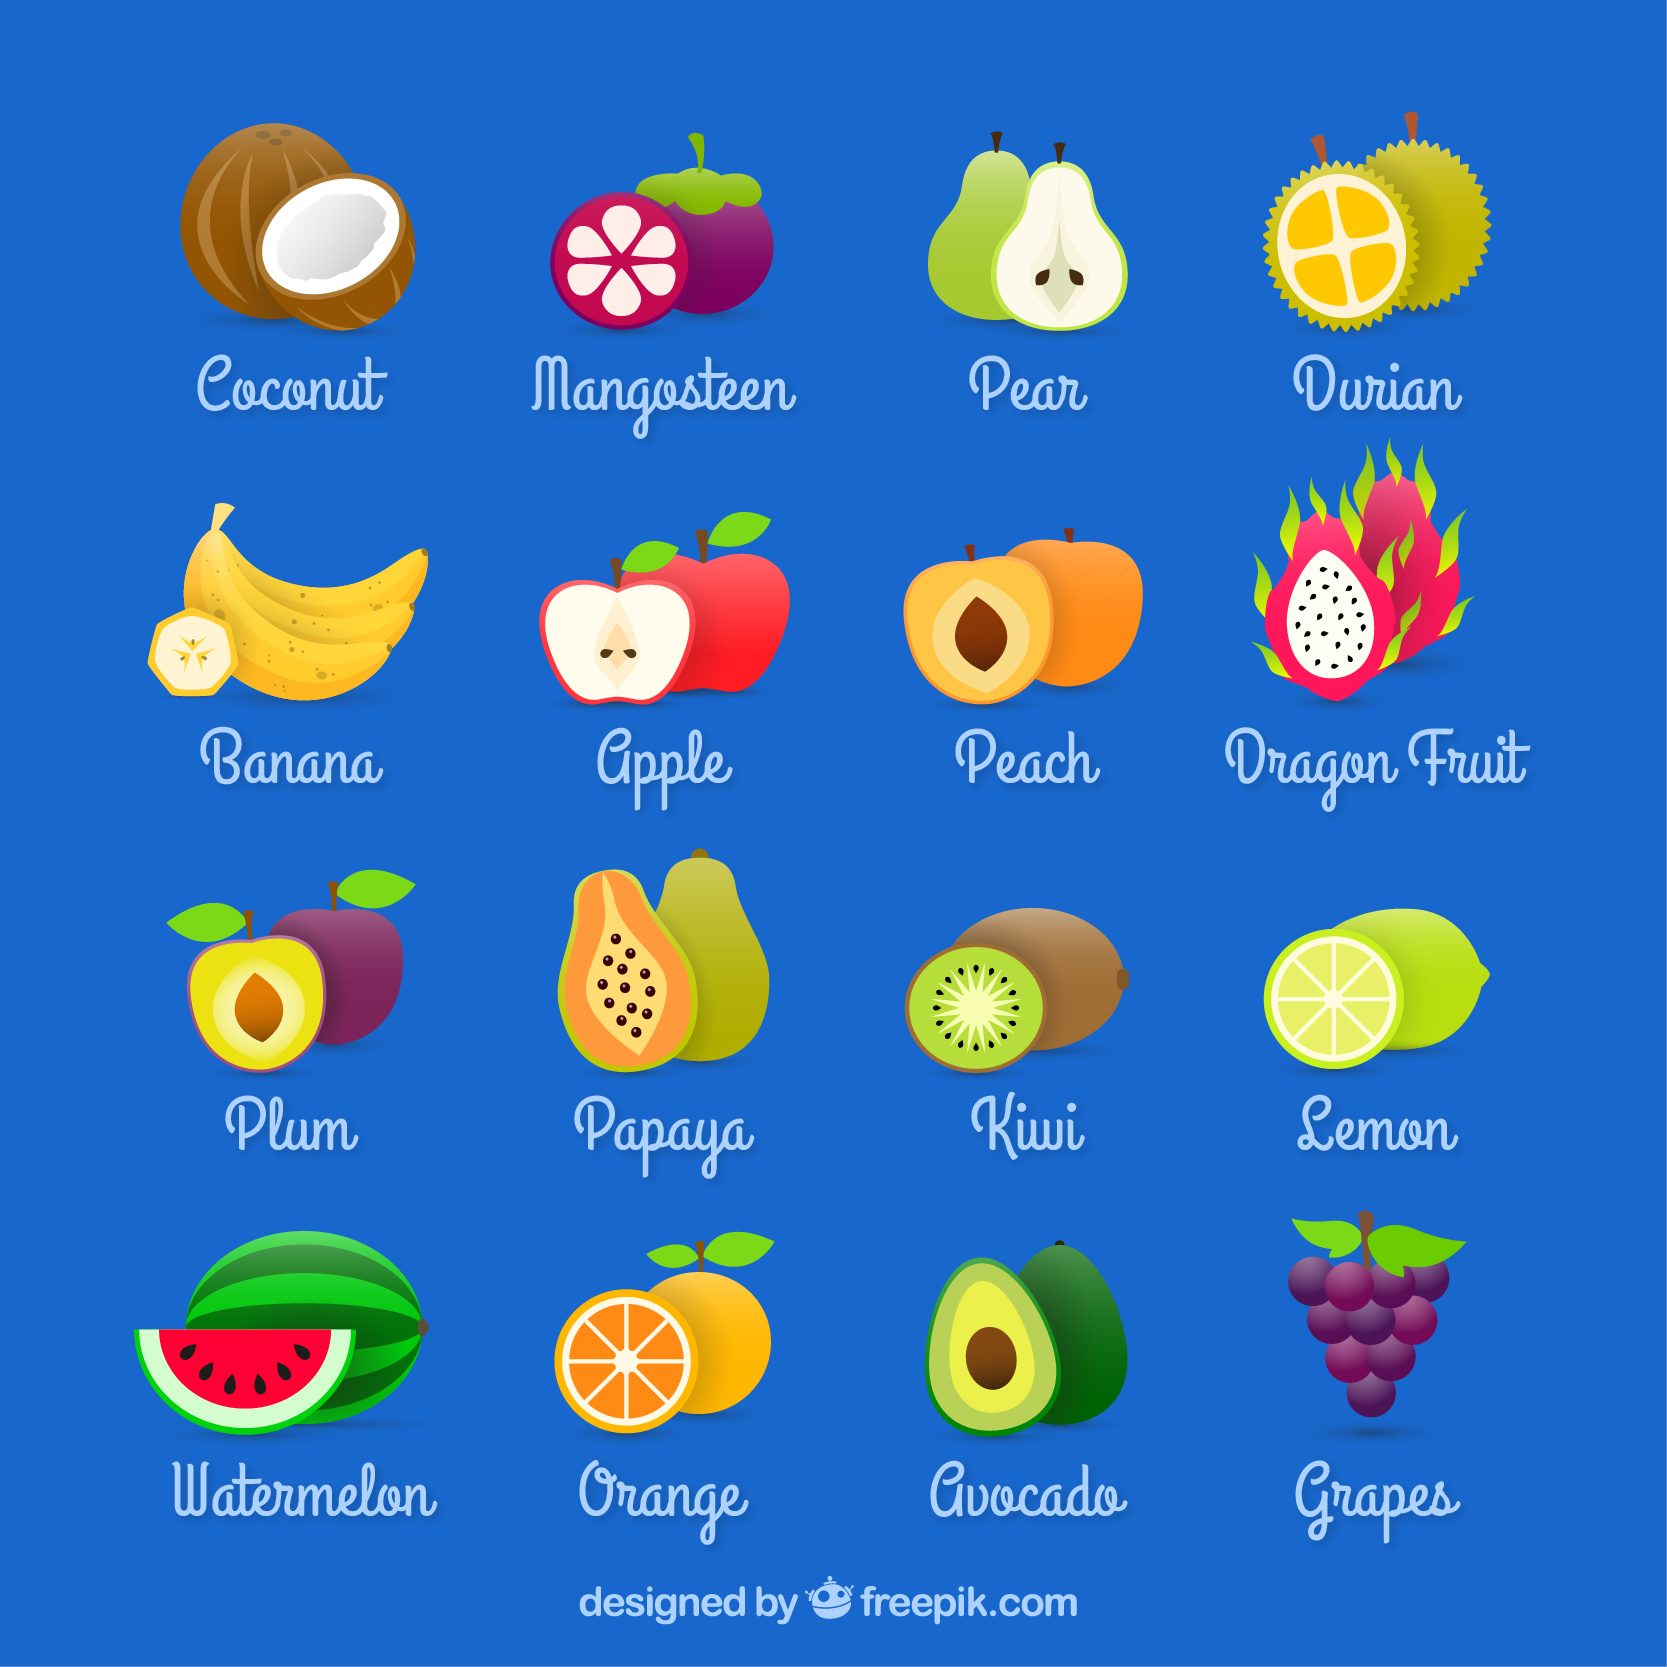 Coconut
Mangosteen
Pear
Durian
Banana
Apple
Peach
Dragon Fruit
Plum
Papaya
Kiwi
Lemon
Watermelon
Orange
Avocado
Grapes
designed by freepik.com